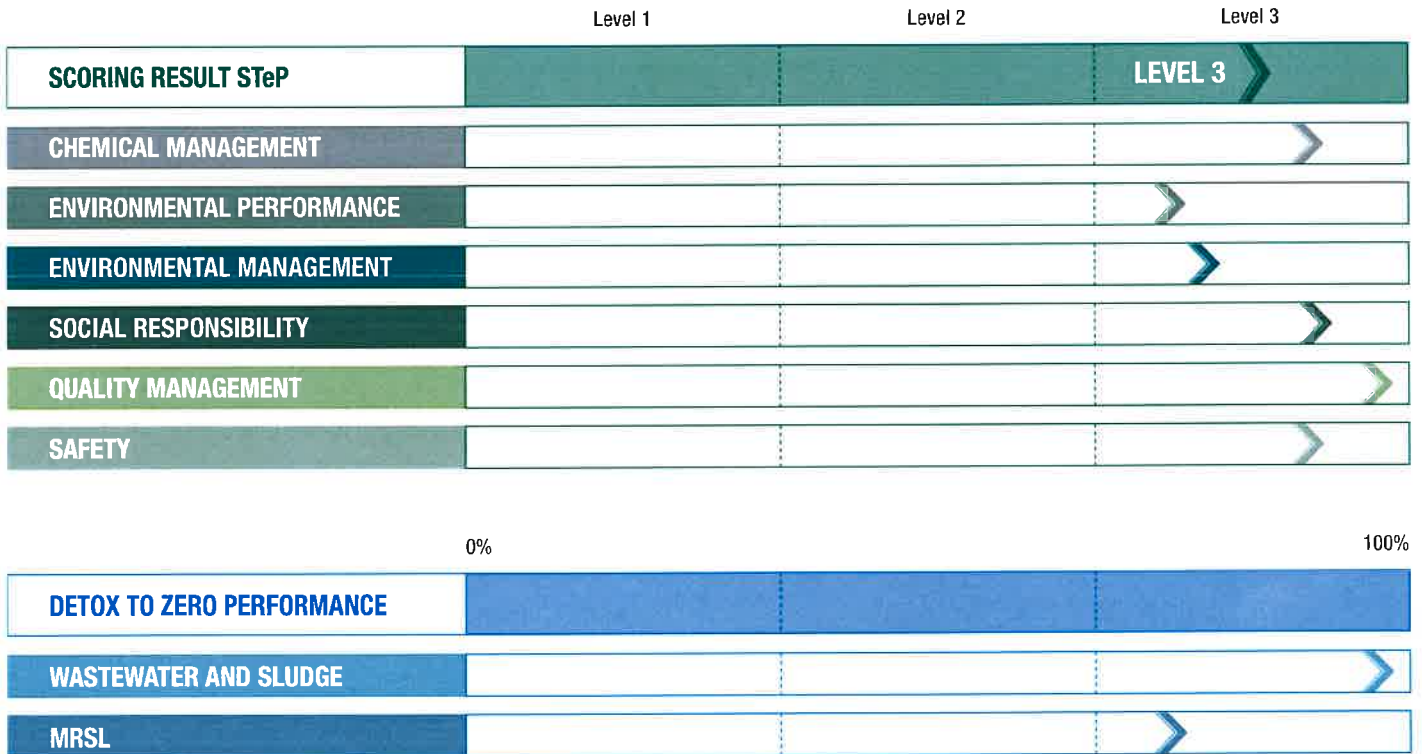 Level 1 Level 2 Level 3
SCORING RESULT STeP LEVEL 3
CHEMICAL MANAGEMENT
ENVIRONMENTAL PERFORMANCE
ENVIRONMENTAL MANAGEMENT
SOCIAL RESPONSIBILITY
QUALITY MANAGEMENT
SAFETY
0% 100%
DETOX TO ZERO PERFORMANCE
WASTEWATER AND SLUDGE
MRSL